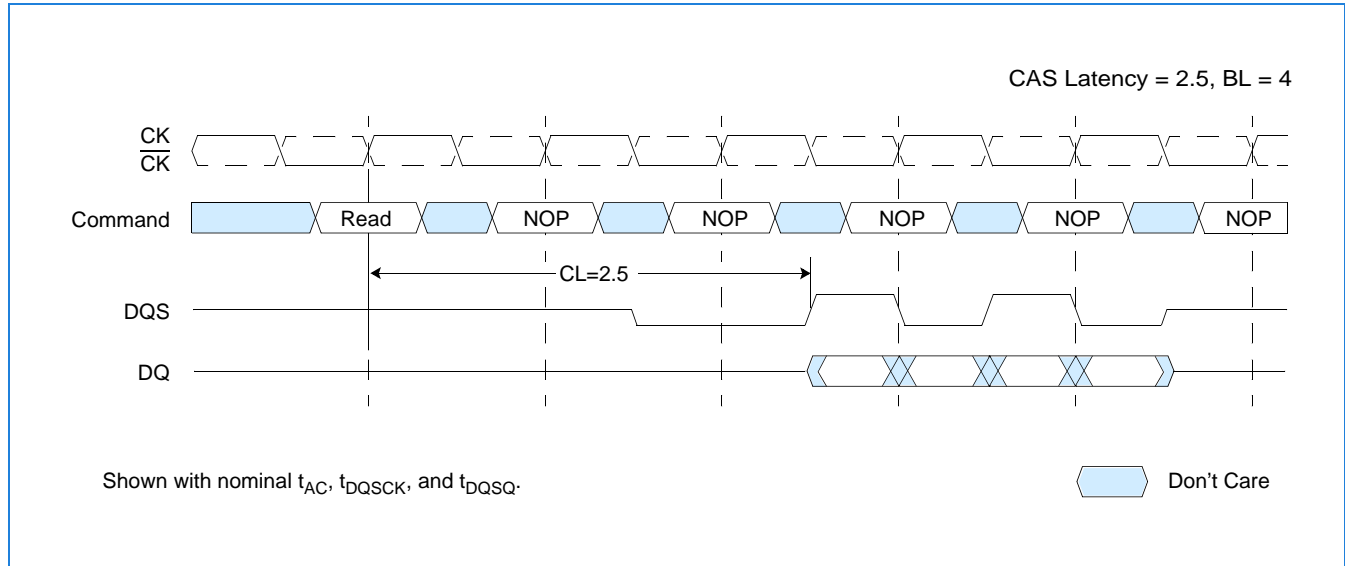 CAS Latency = 2.5, BL = 4
CK
CK
Command
Read
NOP
NOP
NOP
NOP
NOP
CL=2.5
DQS
DQ
Shown with nominal tAC, tDQSCK, and tDQSQ.
Don't Care